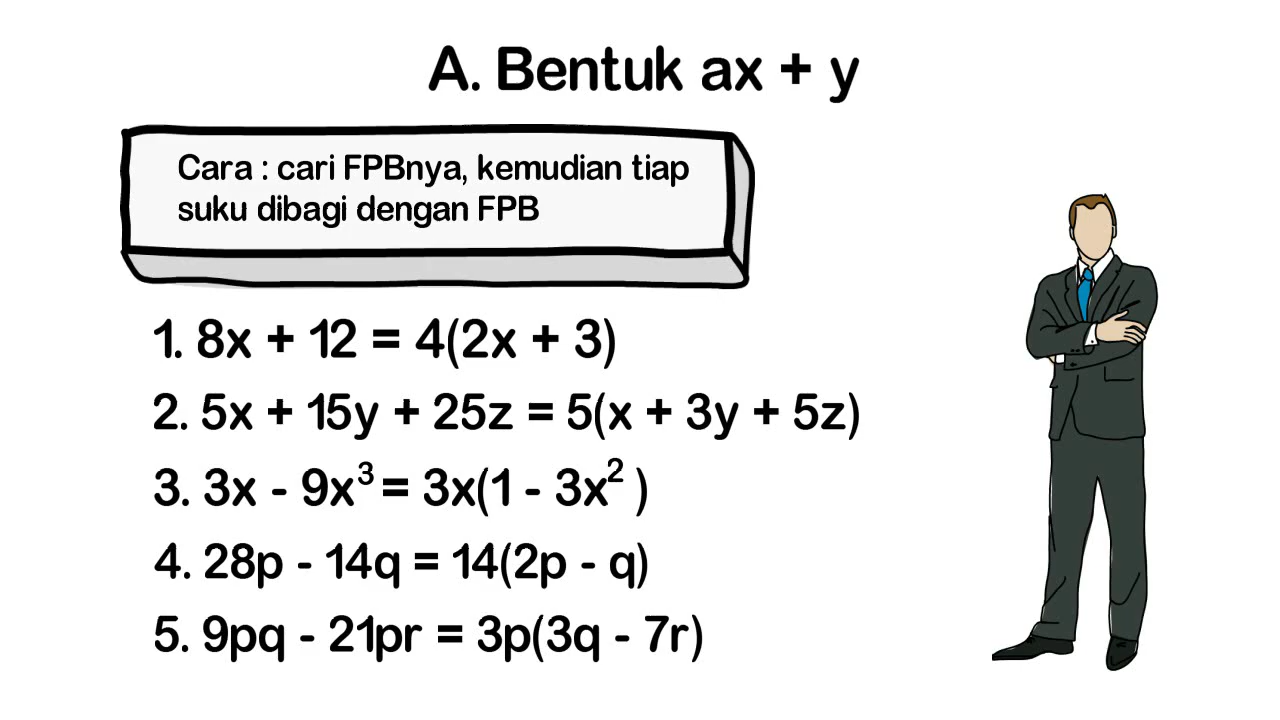 A. Bentuk ax + y
Cara : cari FPBnya, kemudian tiap
suku dibagi dengan FPB
1. 8x + 12 = 4(2x + 3)
2. 5x + 15y + 25z = 5(x + 3y + 5z)
3. 3x - 9x³ = 3x(1 - 3x² )
4. 28p - 14q = 14(2p - q)
5. 9pq - 21pr = 3p(3q - 7r)